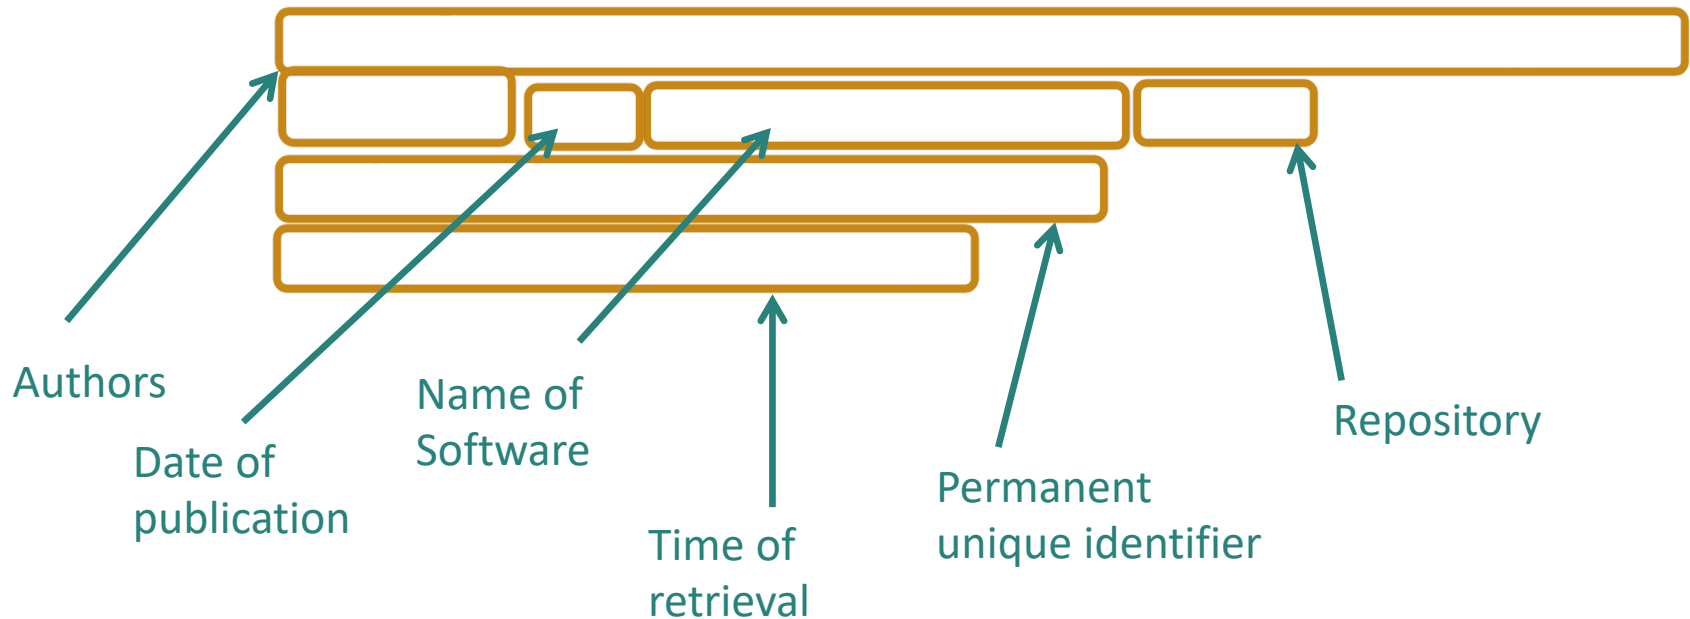 Authors
Date of
publication
Name of
Software
Time of
retrieval
Permanent
unique identifier
Repository